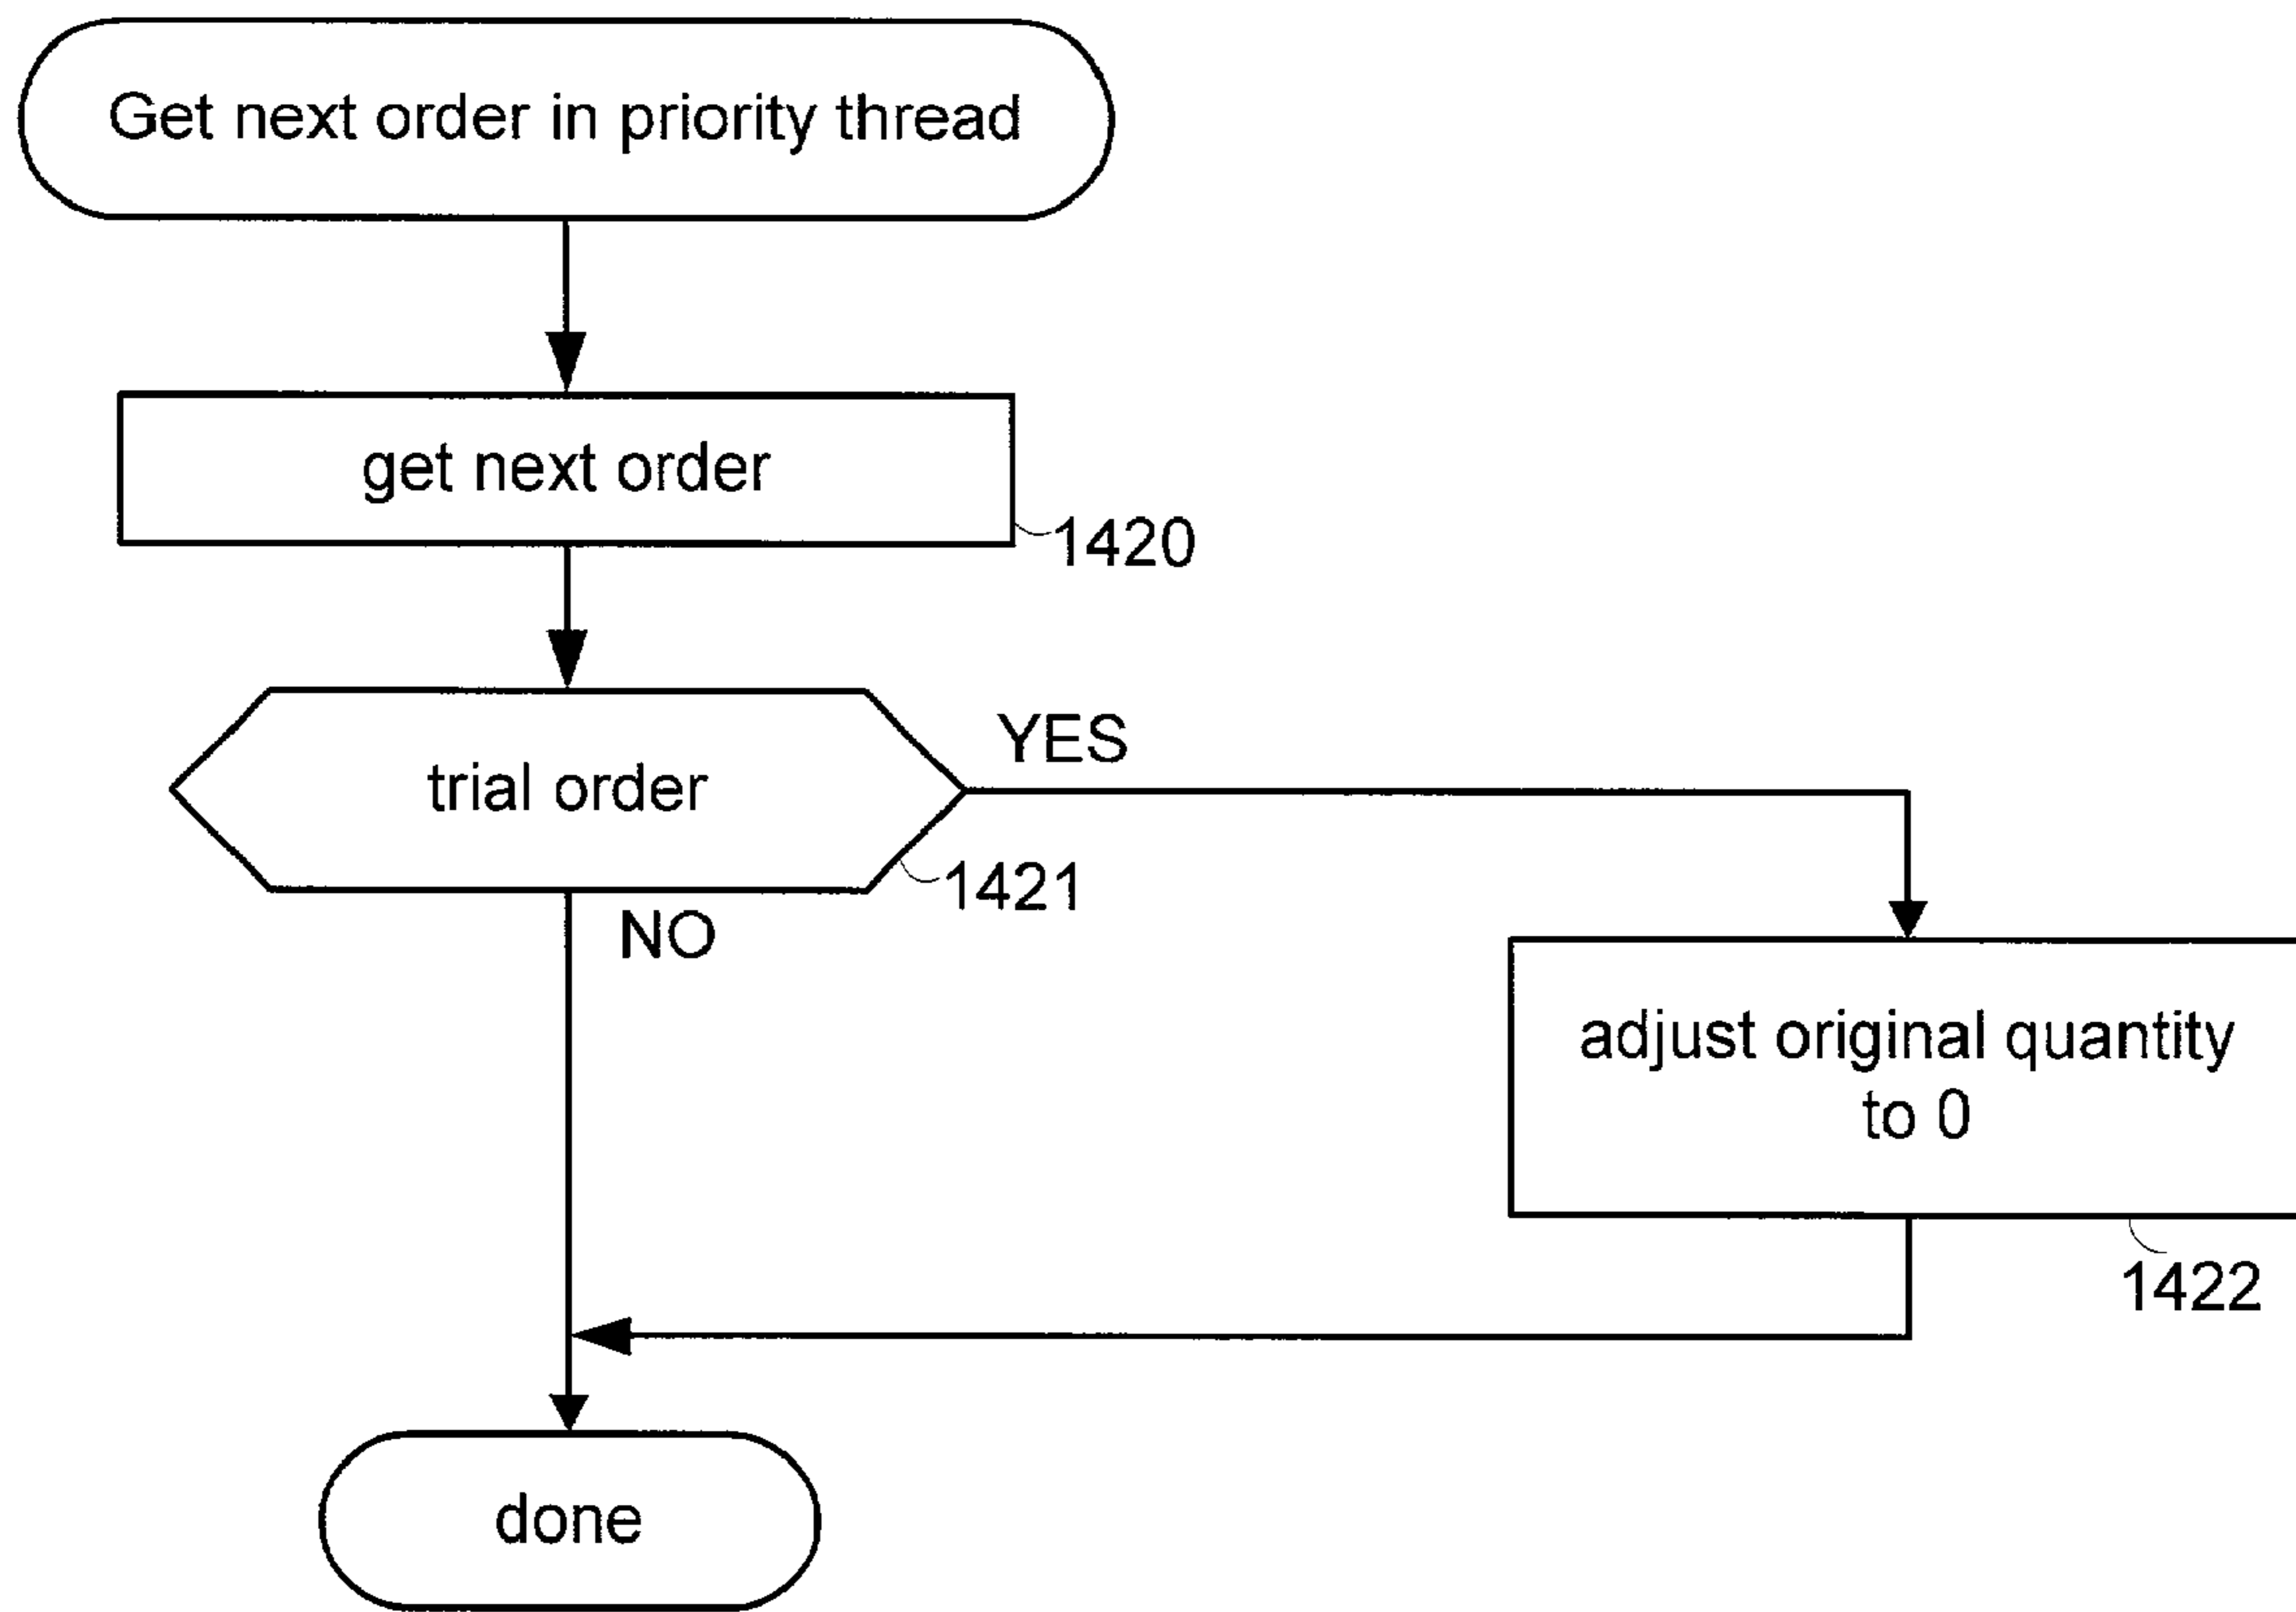 Get next order in priority thread
get next order
1420
trial order
YES
1421
NO
adjust original quantity
to 0
1422
done